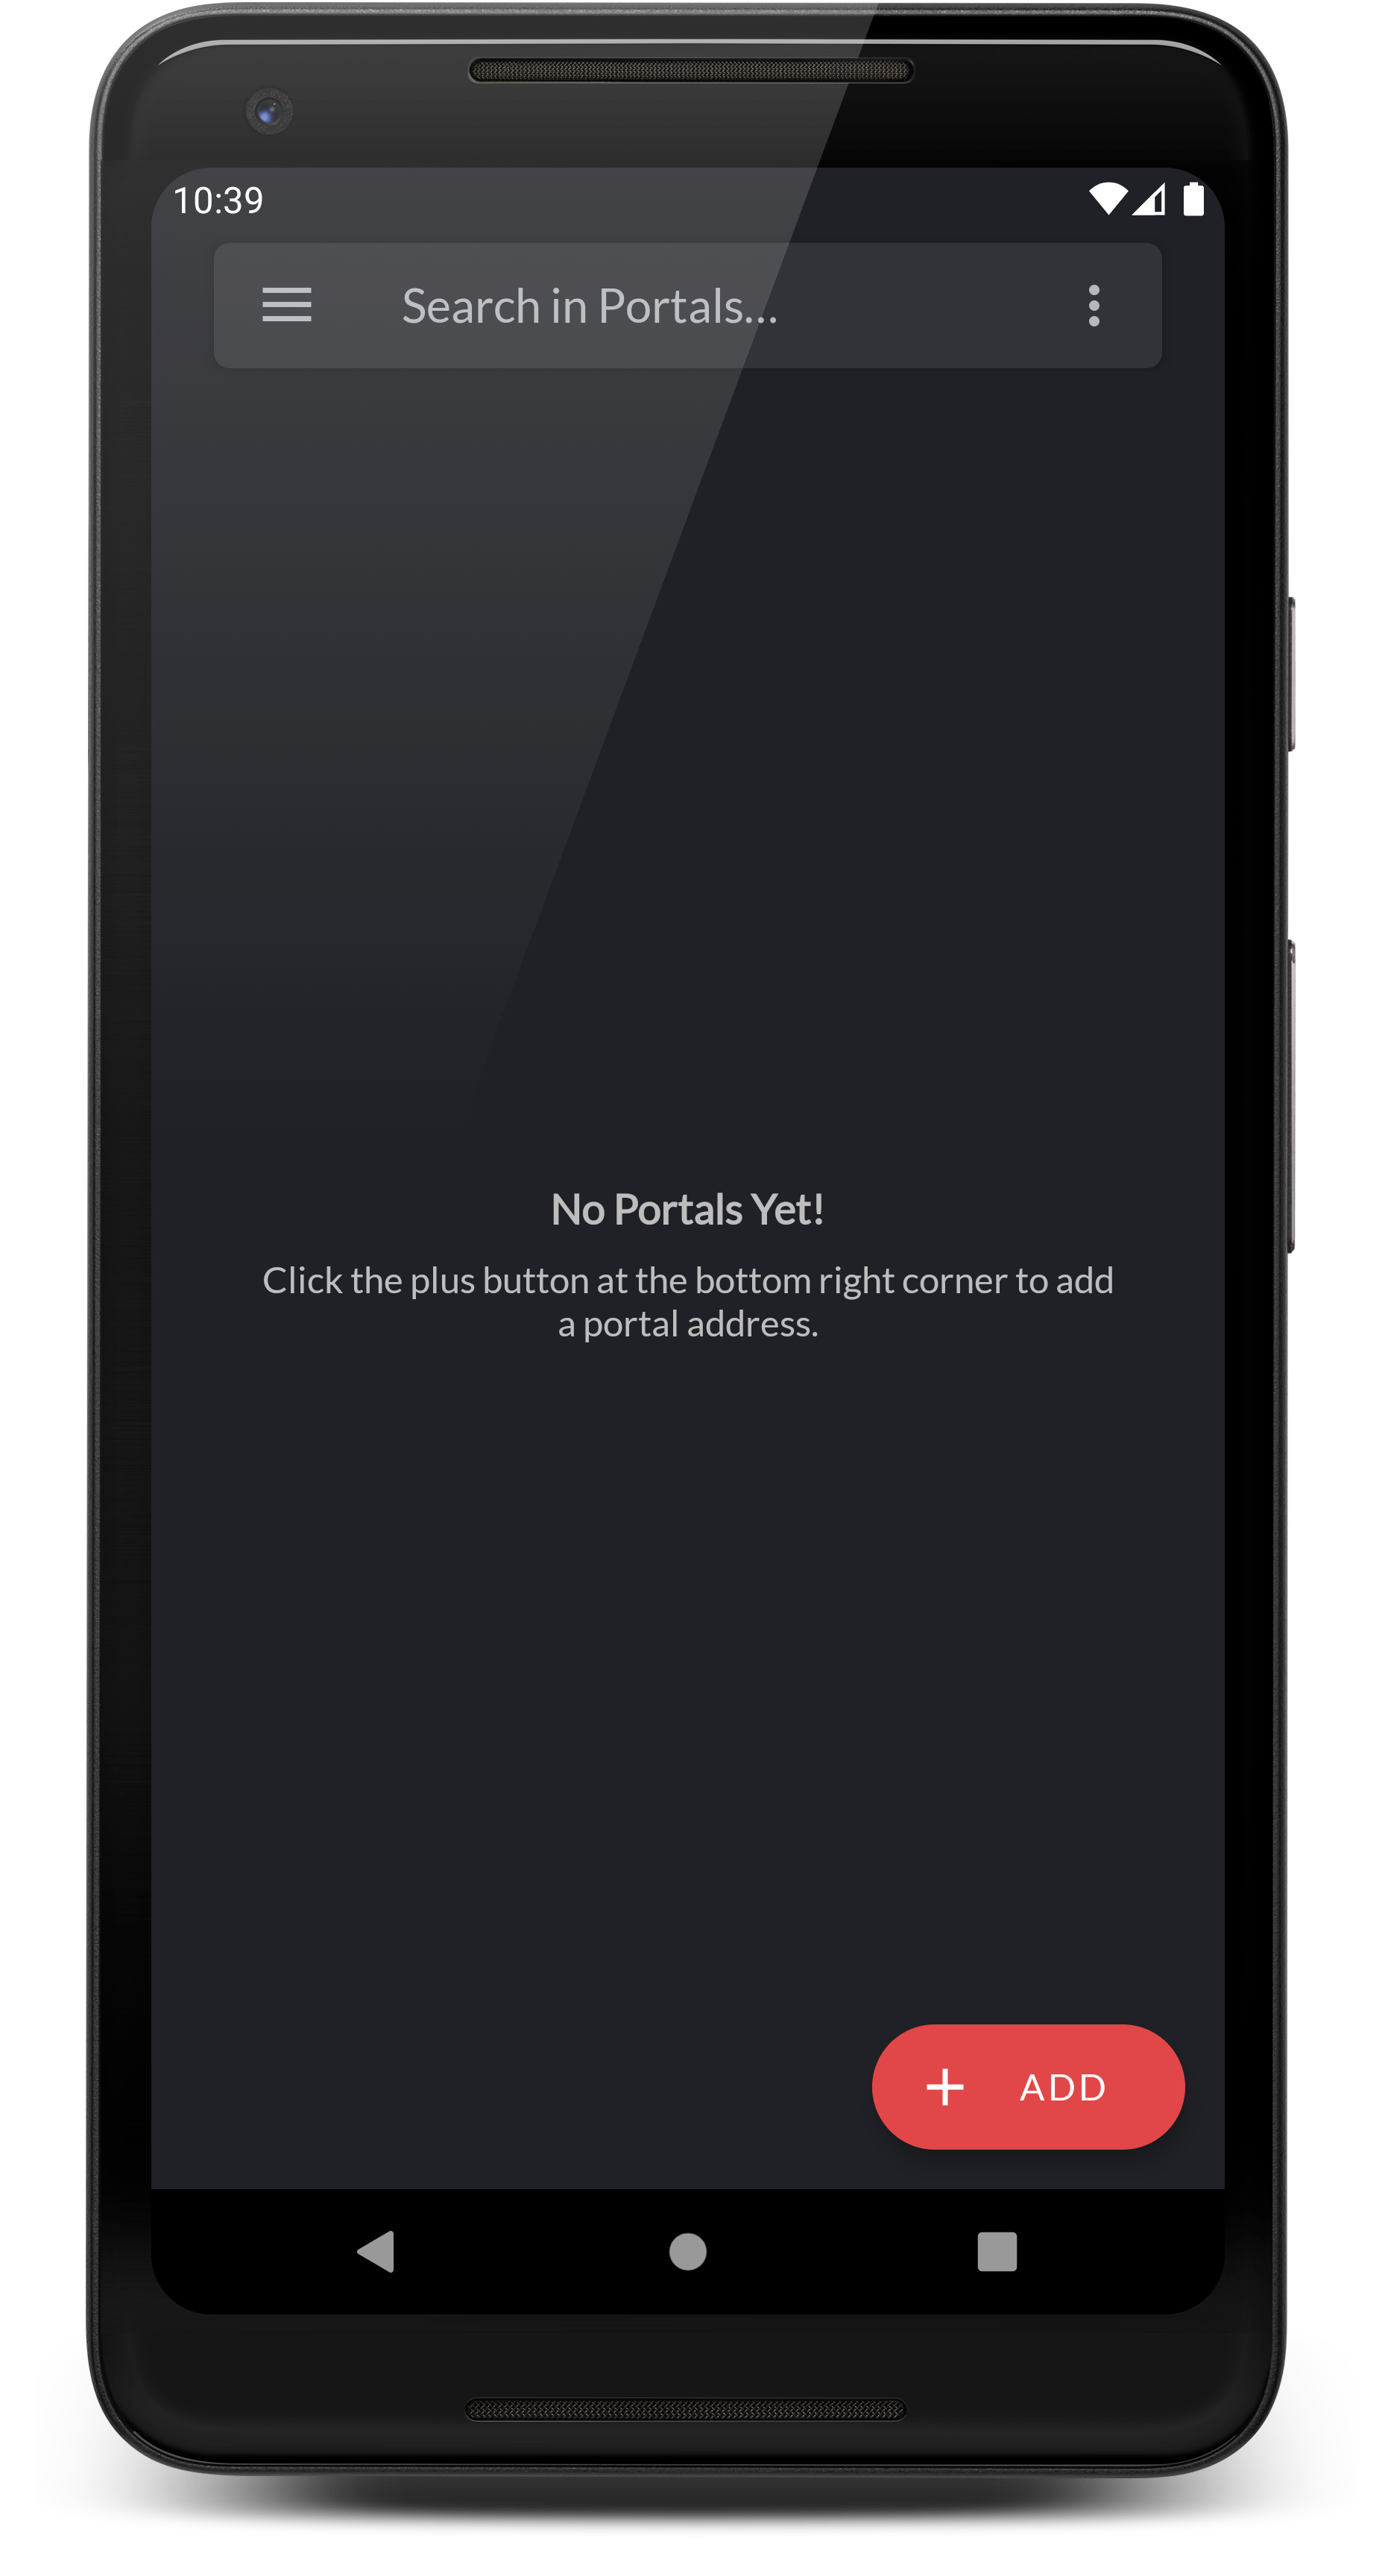 10:39
Search in Portals...
No Portals Yet!
Click the plus button at the bottom right corner to add
a portal address.
ADD